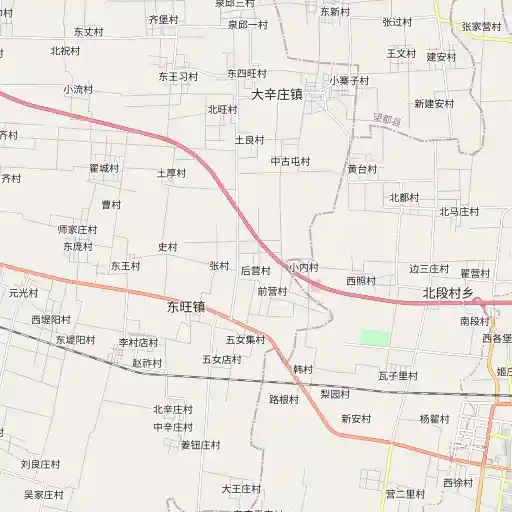 泉邱三村
东新村
齐堡村
泉邱一村
张过村
张家营村
东丈村
北祝村
王文村
建安村
东王习村
东四旺村
小寨子村
小流村
大辛庄镇
北旺村
新建安村
望都县
齐村
土良村
中古屯村
翟城村
土厚村
黄台村
齐村
曹村
北都村
北马庄村
师家庄村
东庞村
史村
东王村
张村
后营村
小内村
边三庄村
翟营村
西照村
元光村
前营村
北段村乡
东旺镇
西堤阳村
南段村
东堤阳村
李村店村
五女集村
西各堡
赵祚村
五女店村
韩村
瓦子里村
姬庄
梨园村
北辛庄村
路根村
中辛庄村
新安村
杨翟村
姜钮庄村
刘良庄村
西徐村
吴家庄村
大王庄村
营二里村